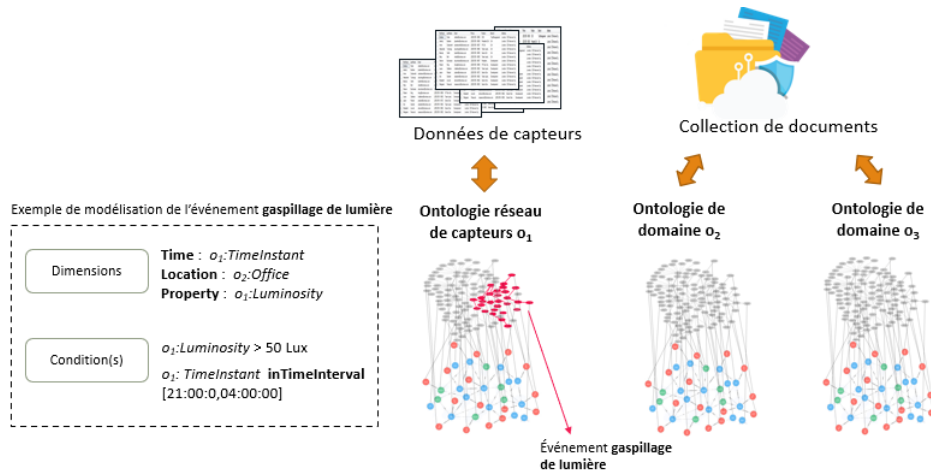 Données de capteurs
Collection de documents
Exemple de modélisation de l'événement gaspillage de lumière
Dimensions
Time : o1:TimeInstant
Location : o2:Office
Property : o1:Luminosity
Condition(s)
o1:Luminosity > 50 Lux
o1: TimeInstant inTimeInterval
[21:00:0,04:00:00]
Ontologie réseau
de capteurs o1
Ontologie de
domaine o2
Ontologie de
domaine o3
Événement gaspillage
de lumière